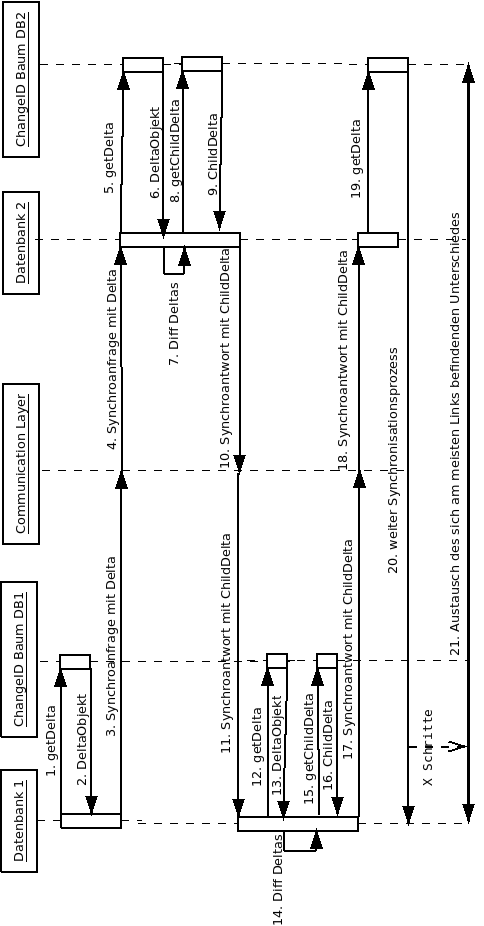 Datenbank 1
ChangeID Baum DB1
Communication Layer
Datenbank 2
ChangeID Baum DB2
1. getDelta
2. DeltaObjekt
3. Synchroanfrage mit Delta
4. Synchroanfrage mit Delta
5. getDelta
6. DeltaObjekt
7. Diff Deltas
8. getChildDelta
9. ChildDelta
10. Synchroantwort mit ChildDelta
11. Synchroantwort mit ChildDelta
12. getDelta
13. DeltaObjekt
14. Diff Deltas
15. getChildDelta
16. ChildDelta
17. Synchroantwort mit ChildDelta
18. Synchroantwort mit ChildDelta
19. getDelta
20. weiter Synchronisationsprozess
X Schritte
21. Austausch des sich am meisten Links befindenden Unterschiedes